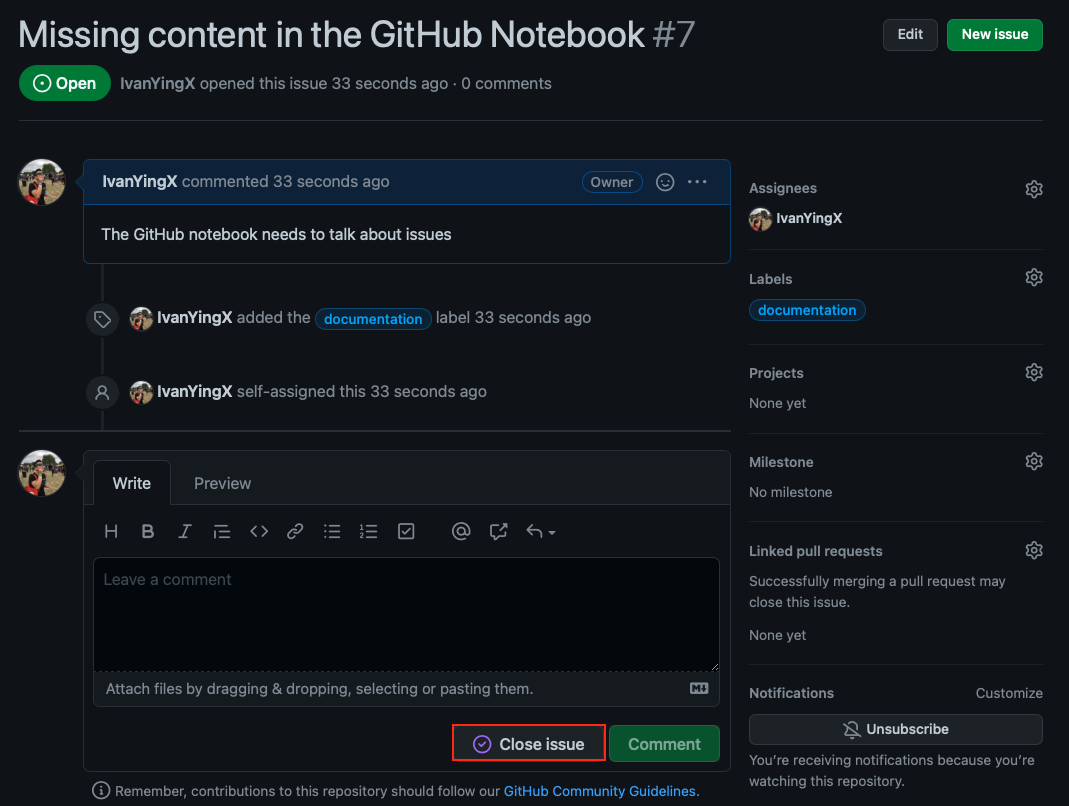 Missing content in the GitHub Notebook #7
Edit
New issue
Open
IvanYingX opened this issue 33 seconds ago · 0 comments
IvanYingX commented 33 seconds ago
Owner
The GitHub notebook needs to talk about issues
IvanYingX added the documentation label 33 seconds ago
IvanYingX self-assigned this 33 seconds ago
Write
Preview
Leave a comment
Attach files by dragging & dropping, selecting or pasting them.
Close issue
Comment
Remember, contributions to this repository should follow our GitHub Community Guidelines.
Assignees
IvanYingX
Labels
documentation
Projects
None yet
Milestone
No milestone
Linked pull requests
Successfully merging a pull request may
close this issue.
None yet
Notifications
Customize
Unsubscribe
You’re receiving notifications because you’re
watching this repository.